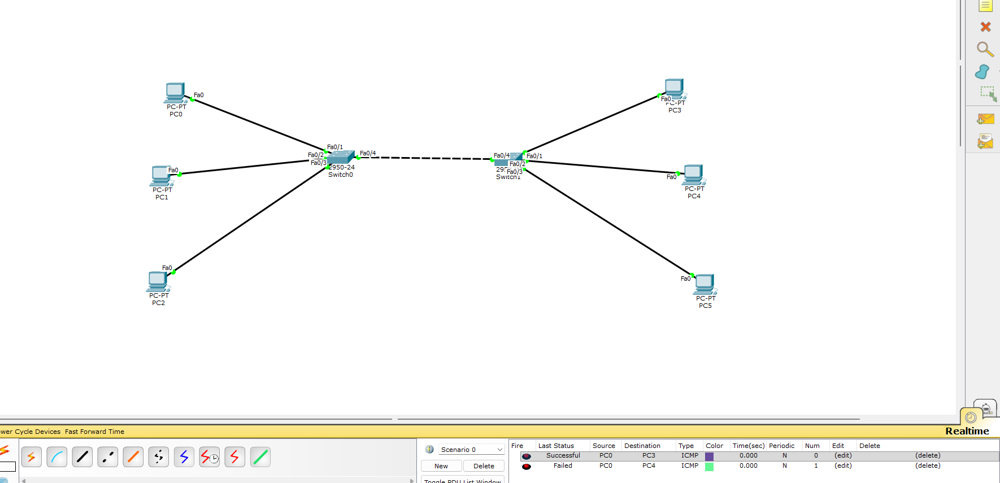 Fa0
PC-PT
PC0
Fa0
PC-PT
PC3
Fa0/1
Fa0/2
Fa0/3
Fa0/4
2950-24
Switch0
Fa0/4
Fa0/1
Fa0/2
Fa0/3
Switch1
Fa0
PC-PT
PC1
Fa0
PC-PT
PC4
Fa0
PC-PT
PC2
Fa0
PC-PT
PC5
Realtime
wer Cycle Devices Fast Forward Time
Scenario 0
New Delete
Toggle PDU List Window
Fire Last Status Source Destination Type Color Time(sec) Periodic Num Edit Delete
Successful PC0 PC3 ICMP 0.000 N 0 (edit) (delete)
Failed PC0 PC4 ICMP 0.000 N 1 (edit) (delete)